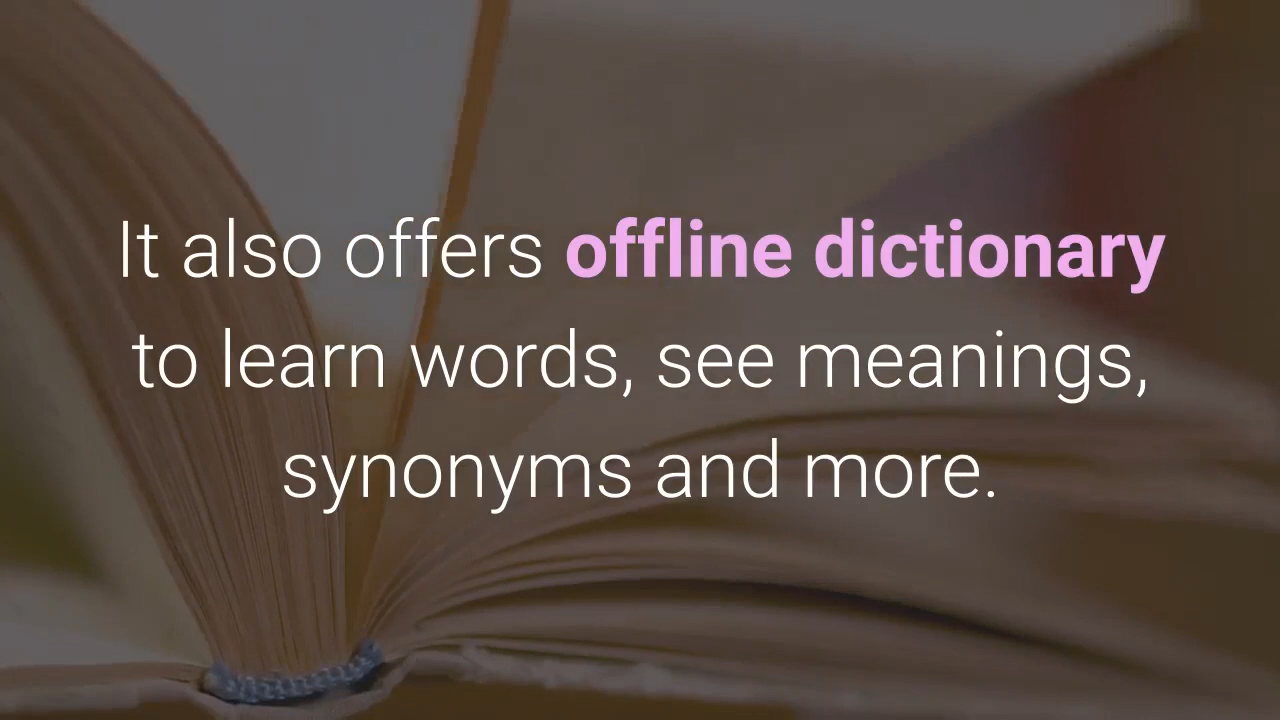 It also offers offline dictionary
to learn words, see meanings,
synonyms and more.